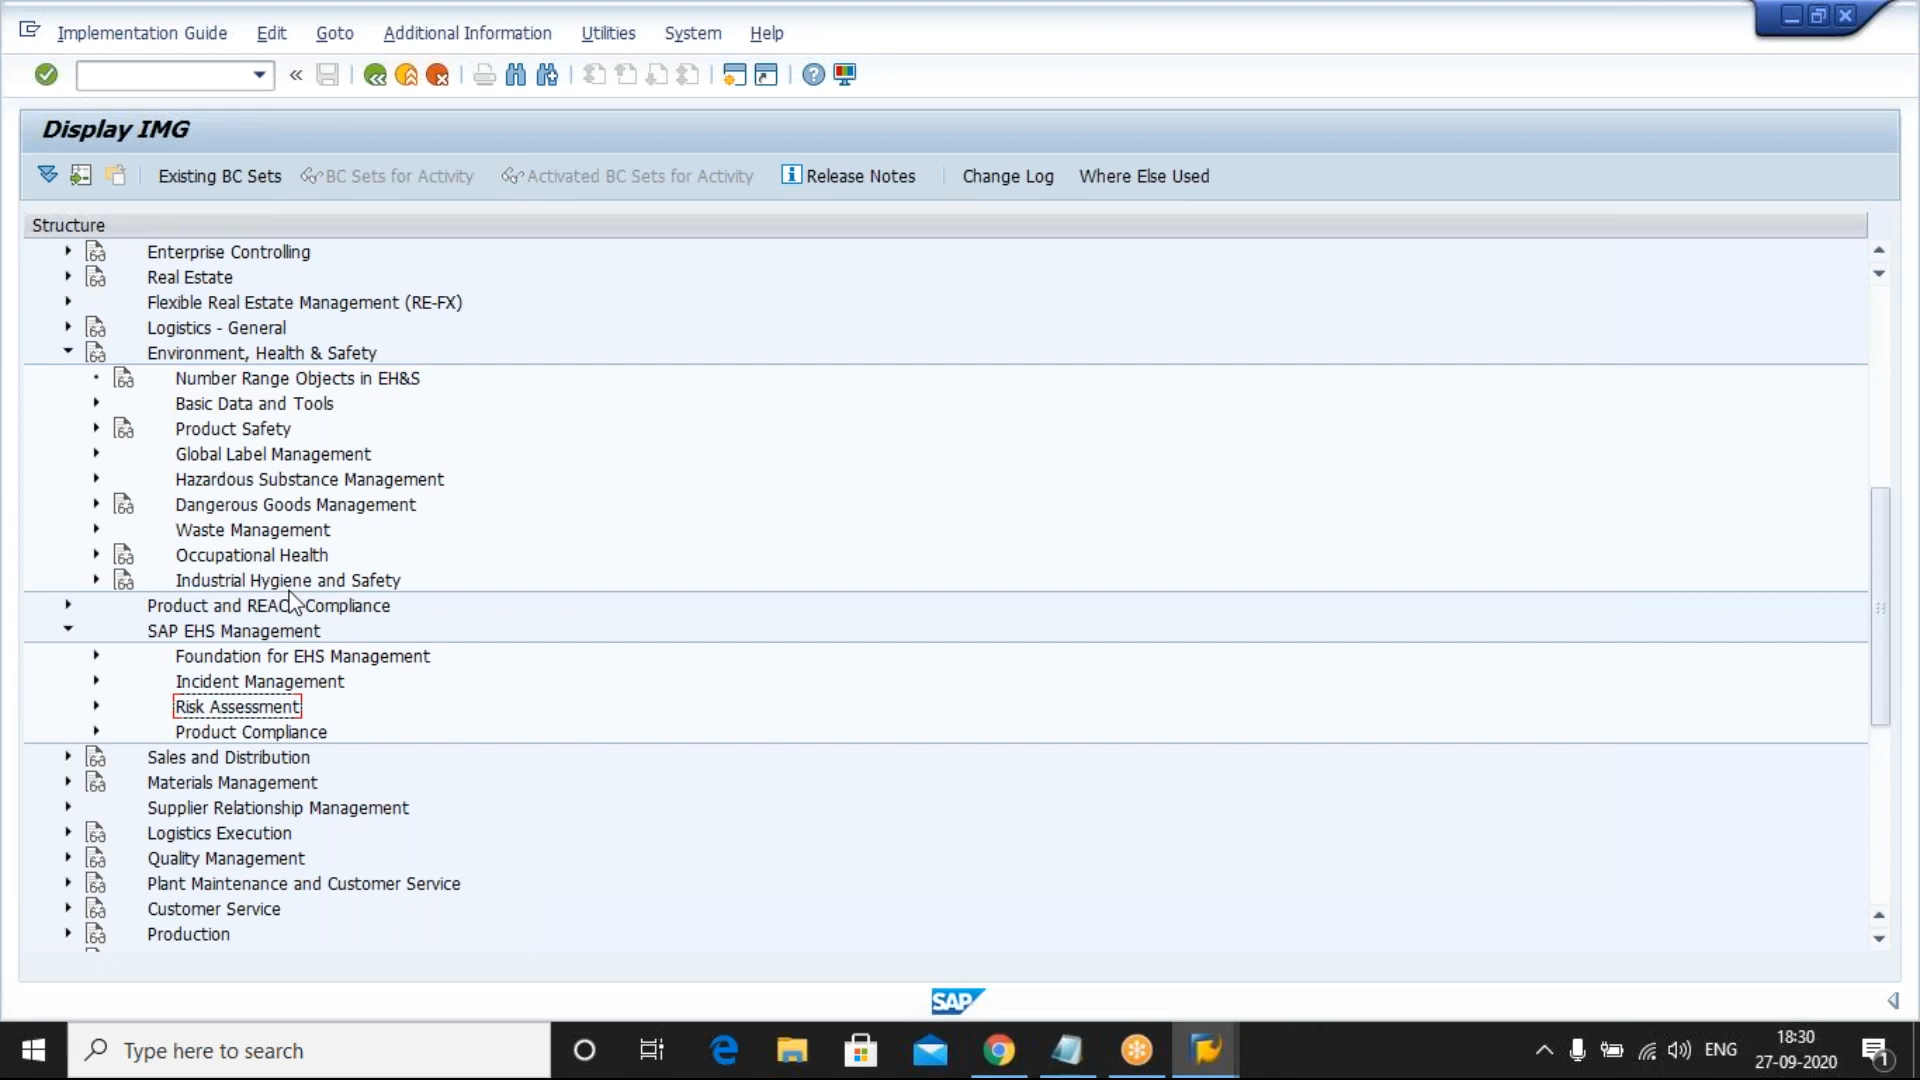 Implementation Guide Edit Goto Additional Information Utilities System Help
Display IMG
Existing BC Sets BC Sets for Activity Activated BC Sets for Activity Release Notes Change Log Where Else Used
Structure
Enterprise Controlling
Real Estate
Flexible Real Estate Management (RE-FX)
Logistics - General
Environment, Health & Safety
Number Range Objects in EH&S
Basic Data and Tools
Product Safety
Global Label Management
Hazardous Substance Management
Dangerous Goods Management
Waste Management
Occupational Health
Industrial Hygiene and Safety
Product and REACH Compliance
SAP EHS Management
Foundation for EHS Management
Incident Management
Risk Assessment
Product Compliance
Sales and Distribution
Materials Management
Supplier Relationship Management
Logistics Execution
Quality Management
Plant Maintenance and Customer Service
Customer Service
Production
SAP
Type here to search
ENG
18:30
27-09-2020
1